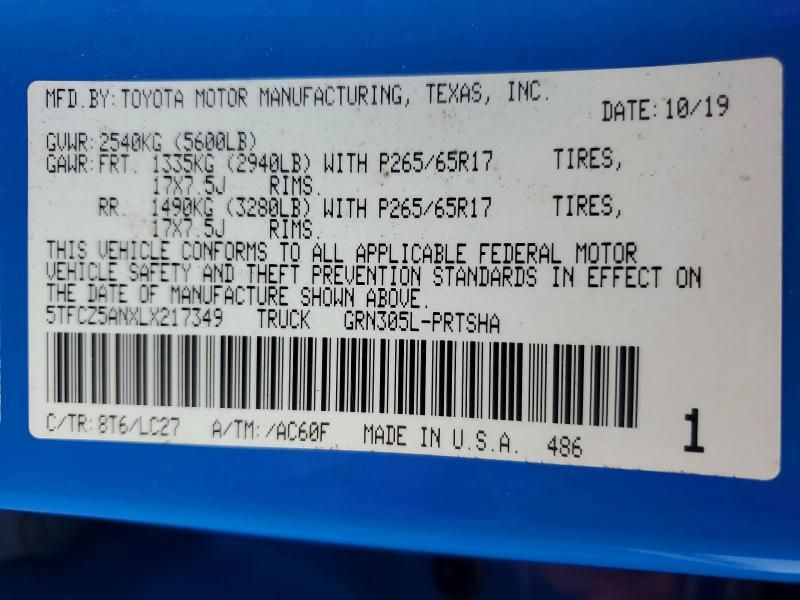 MFD.BY:TOYOTA MOTOR MANUFACTURING, TEXAS, INC. DATE:10/19
GVWR:2540KG (5600LB)
GAWR:FRT. 1335KG (2940LB) WITH P265/65R17 TIRES,
17X7.5J RIMS.
RR. 1490KG (3280LB) WITH P265/65R17 TIRES,
17X7.5J RIMS.
THIS VEHICLE CONFORMS TO ALL APPLICABLE FEDERAL MOTOR
VEHICLE SAFETY AND THEFT PREVENTION STANDARDS IN EFFECT ON
THE DATE OF MANUFACTURE SHOWN ABOVE.
5TFCZ5ANXLX217349 TRUCK GRN305L-PRTSHA
C/TR:8T6/LC27 A/TM:/AC60F MADE IN U.S.A. 486 1